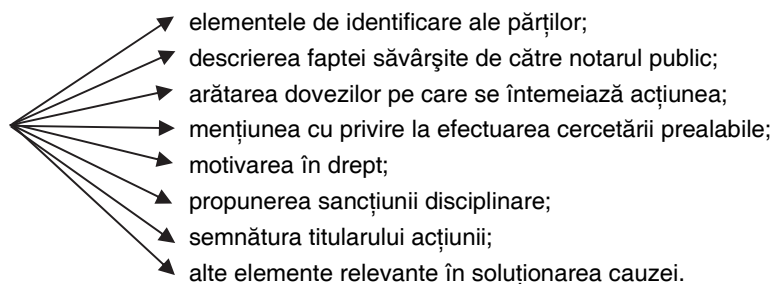 elementele de identificare ale părților;
descrierea faptei săvârşite de către notarul public;
arătarea dovezilor pe care se întemeiază acțiunea;
mențiunea cu privire la efectuarea cercetării prealabile;
motivarea în drept;
propunerea sancțiunii disciplinare;
semnătura titularului acțiunii;
alte elemente relevante în soluționarea cauzei.